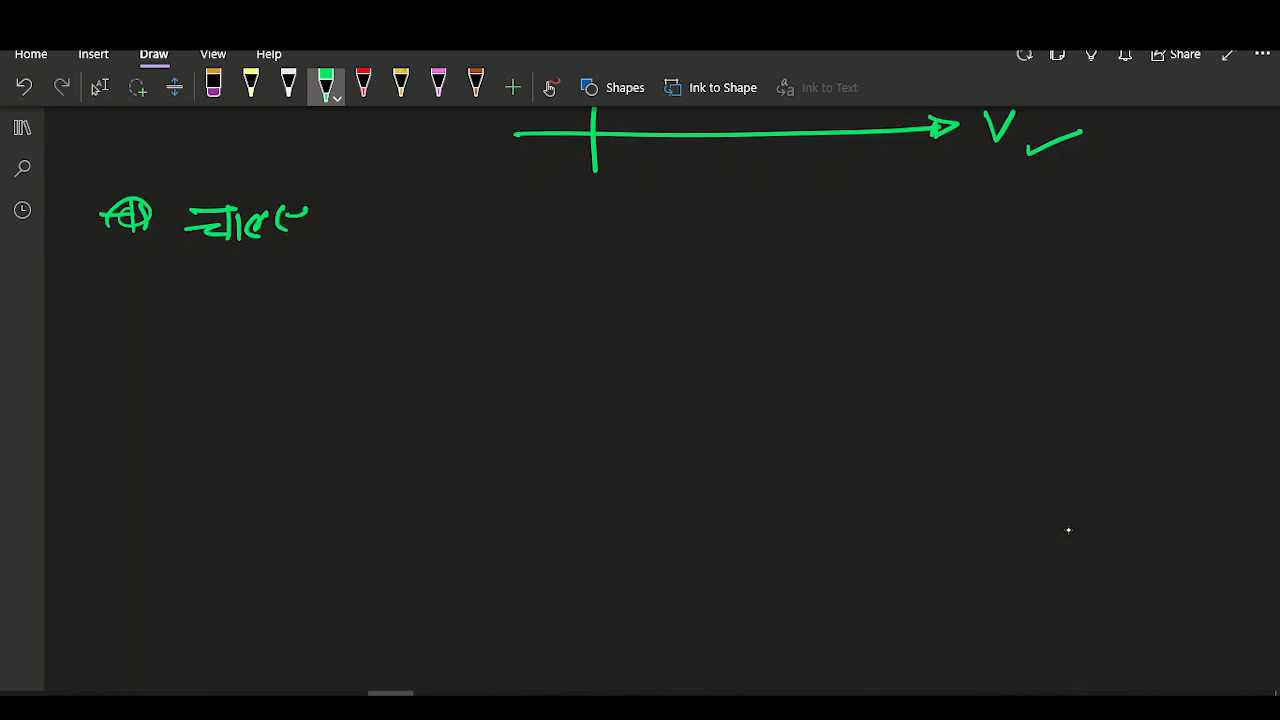 Home Insert Draw View Help Share
Shapes Ink to Shape Ink to Text
V